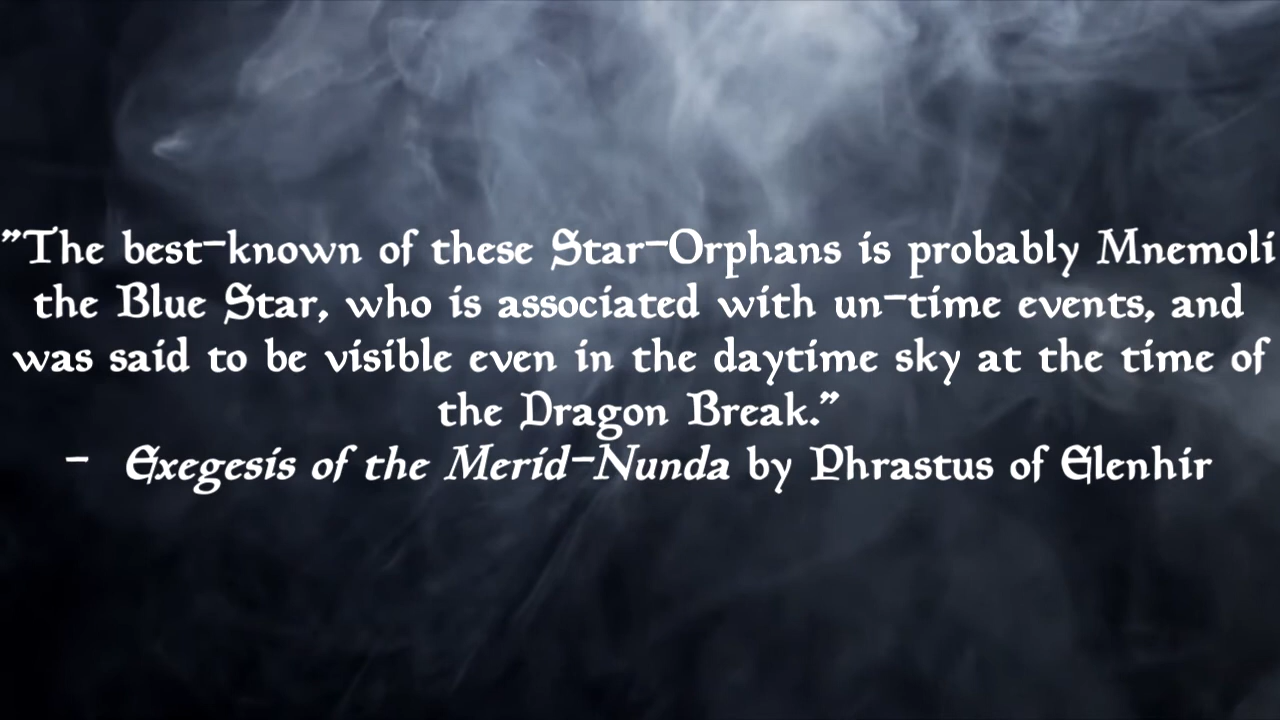 "The best-known of these Star-Orphans is probably Mnemoli
the Blue Star, who is associated with un-time events, and
was said to be visible even in the daytime sky at the time of
the Dragon Break."
- Exegesis of the Merid-Nunda by Phrastus of Elenhir